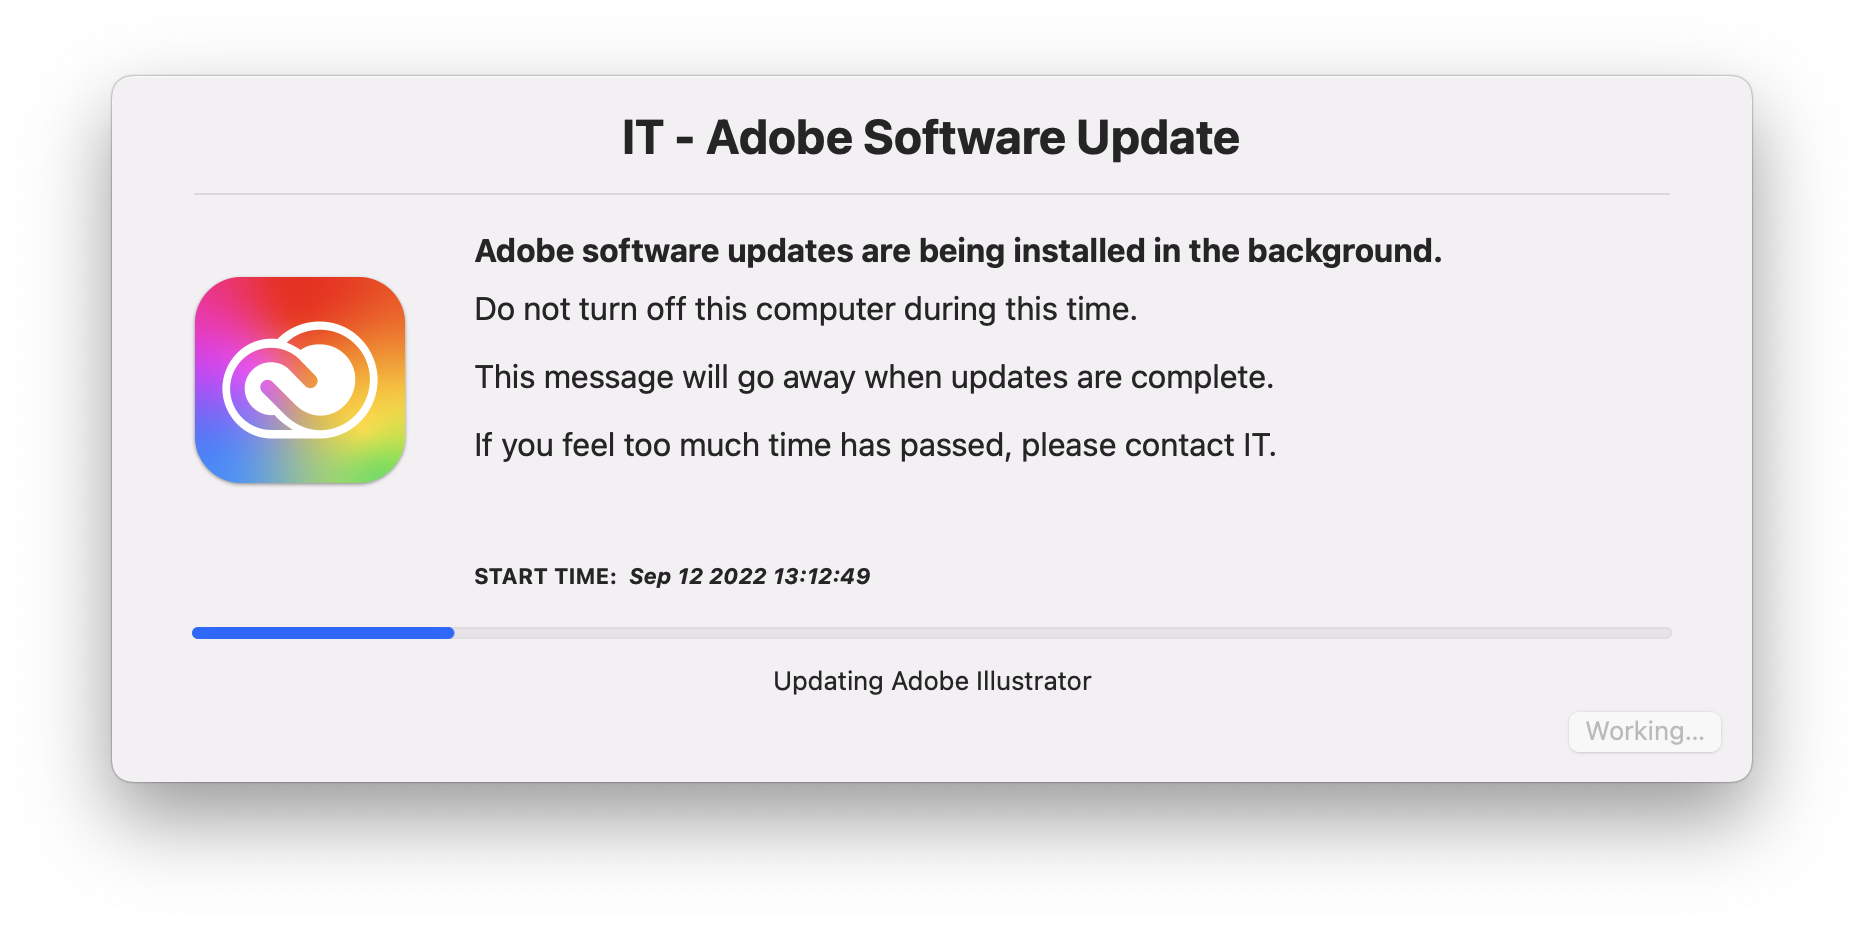 IT - Adobe Software Update
Adobe software updates are being installed in the background.
Do not turn off this computer during this time.
This message will go away when updates are complete.
If you feel too much time has passed, please contact IT.
START TIME: Sep 12 2022 13:12:49
Updating Adobe Illustrator
Working...